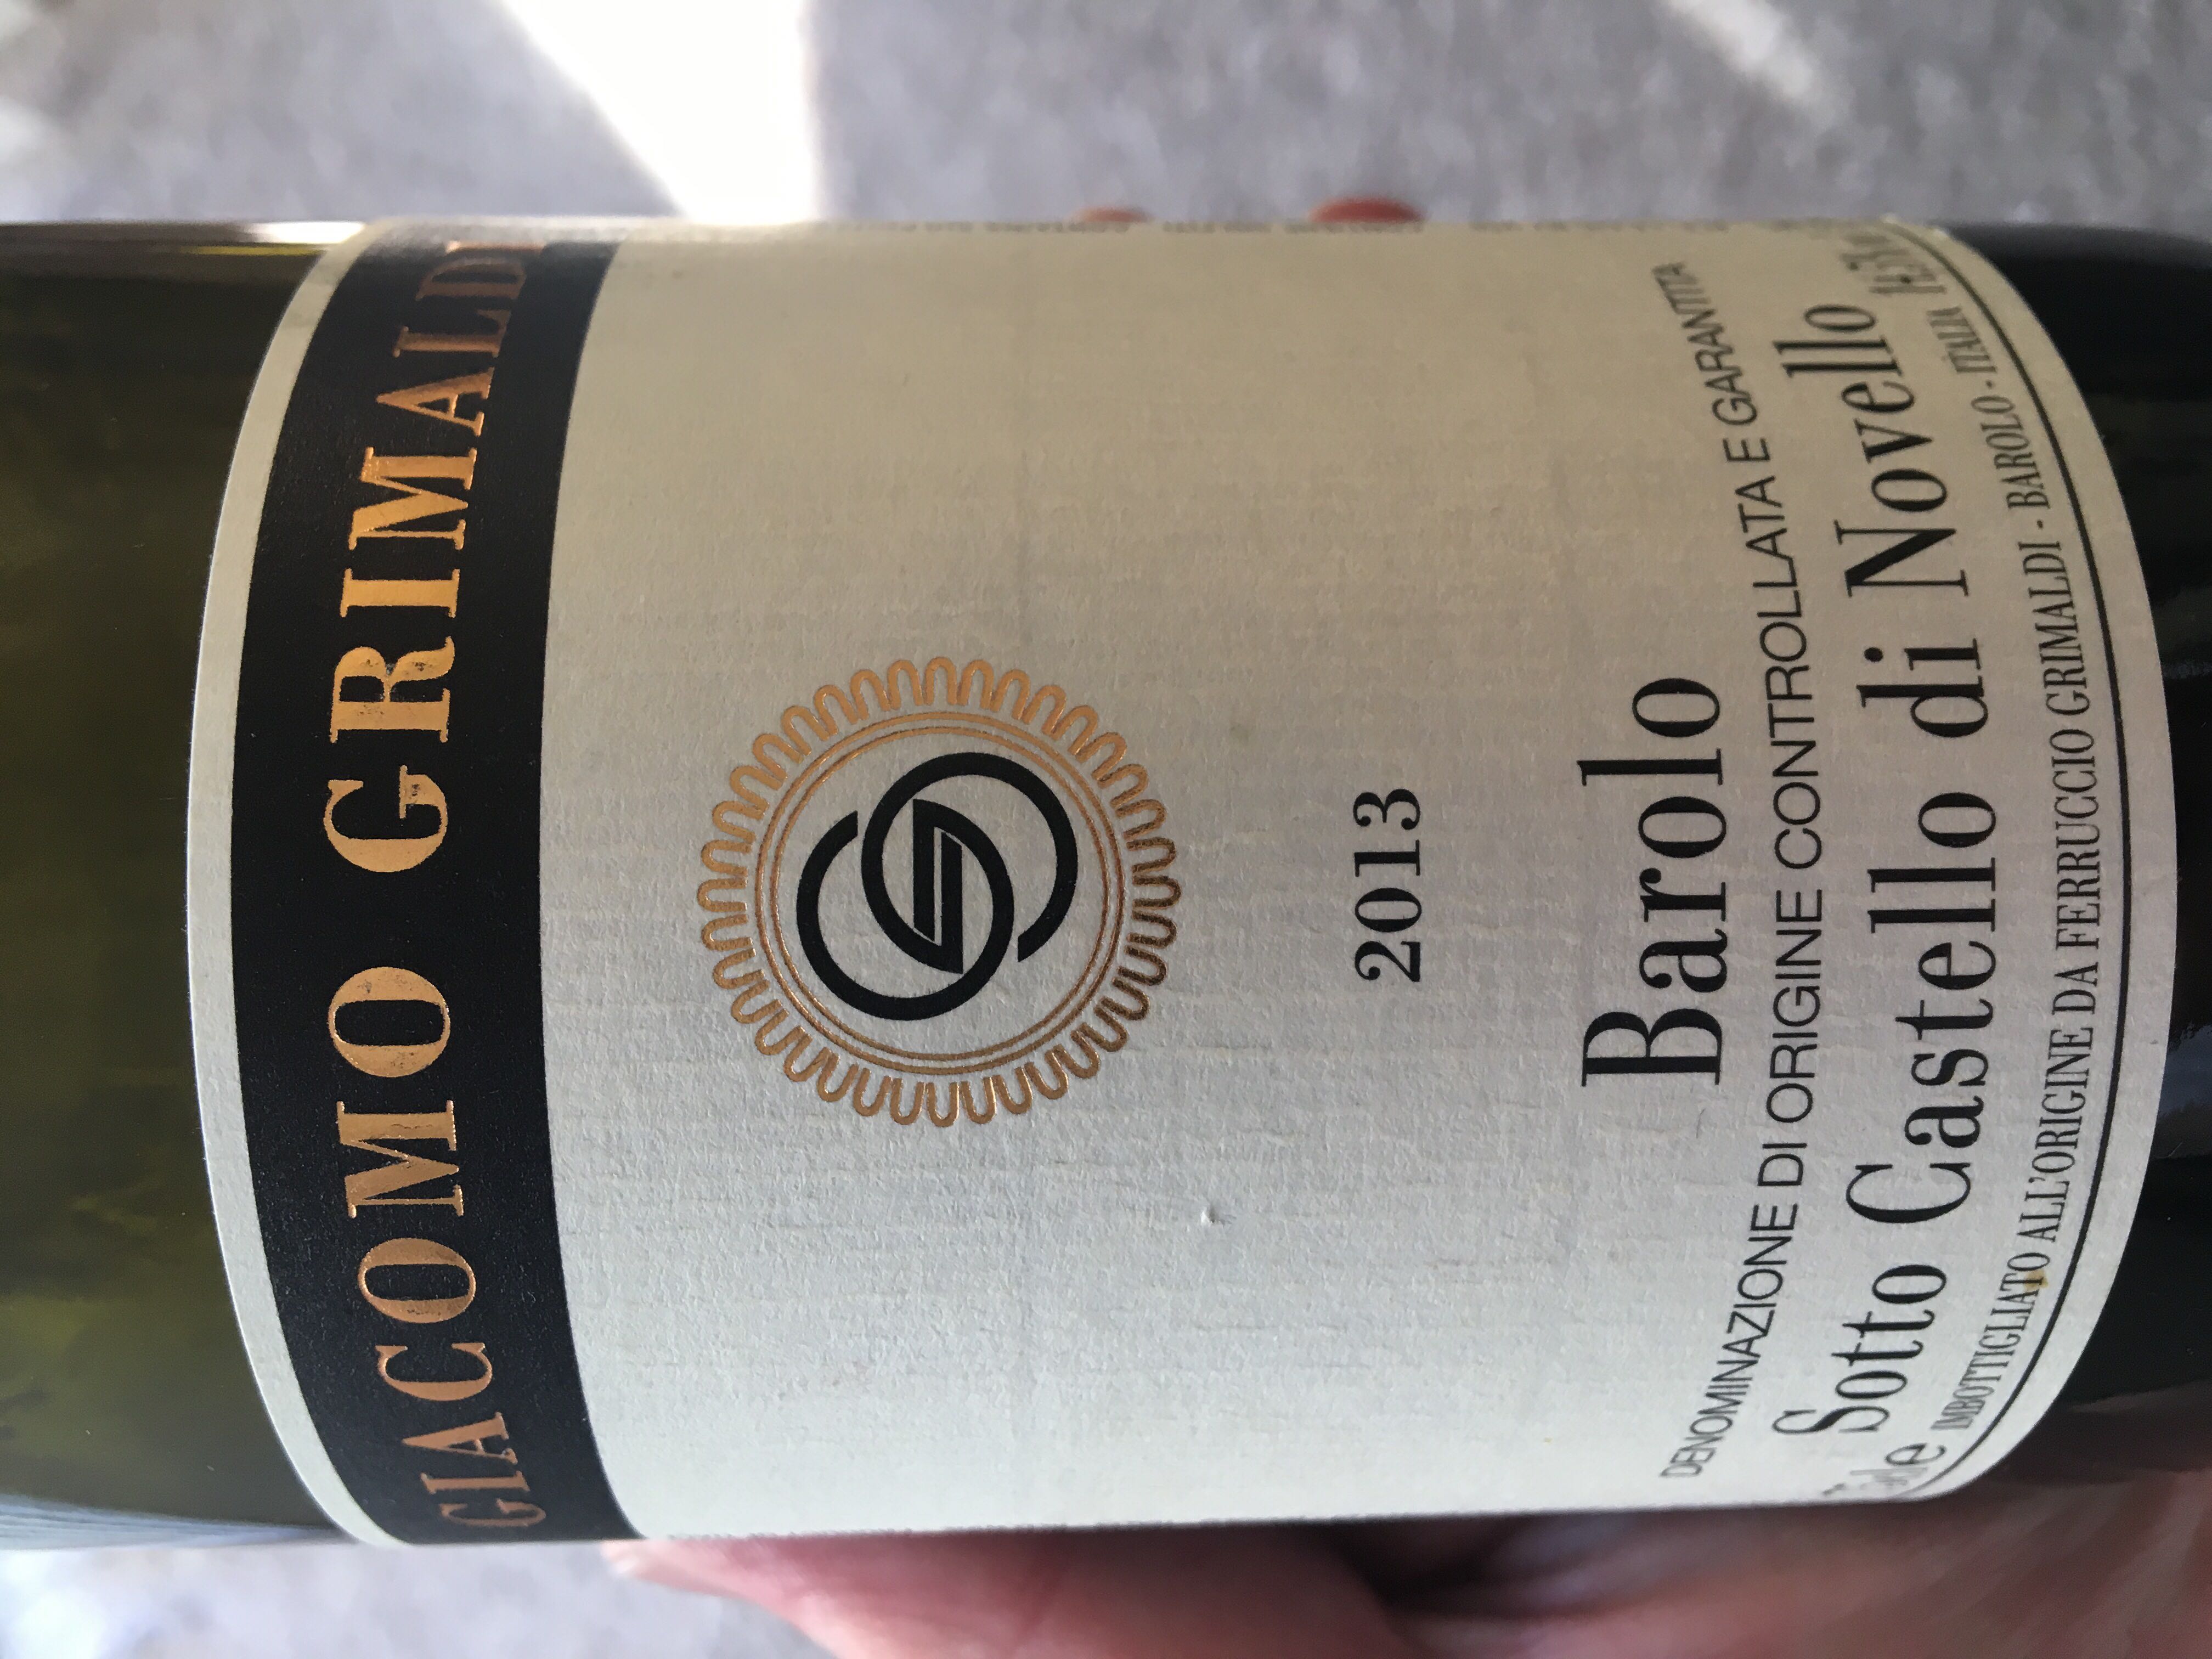 GIACOMO GRIMALDI
2013
Barolo
DENOMINAZIONE DI ORIGINE CONTROLLATA E GARANTITA
Sotto Castello di Novello
IMBOTTIGLIATO ALL'ORIGINE DA FERRUCCIO GRIMALDI - BAROLO - ITALIA